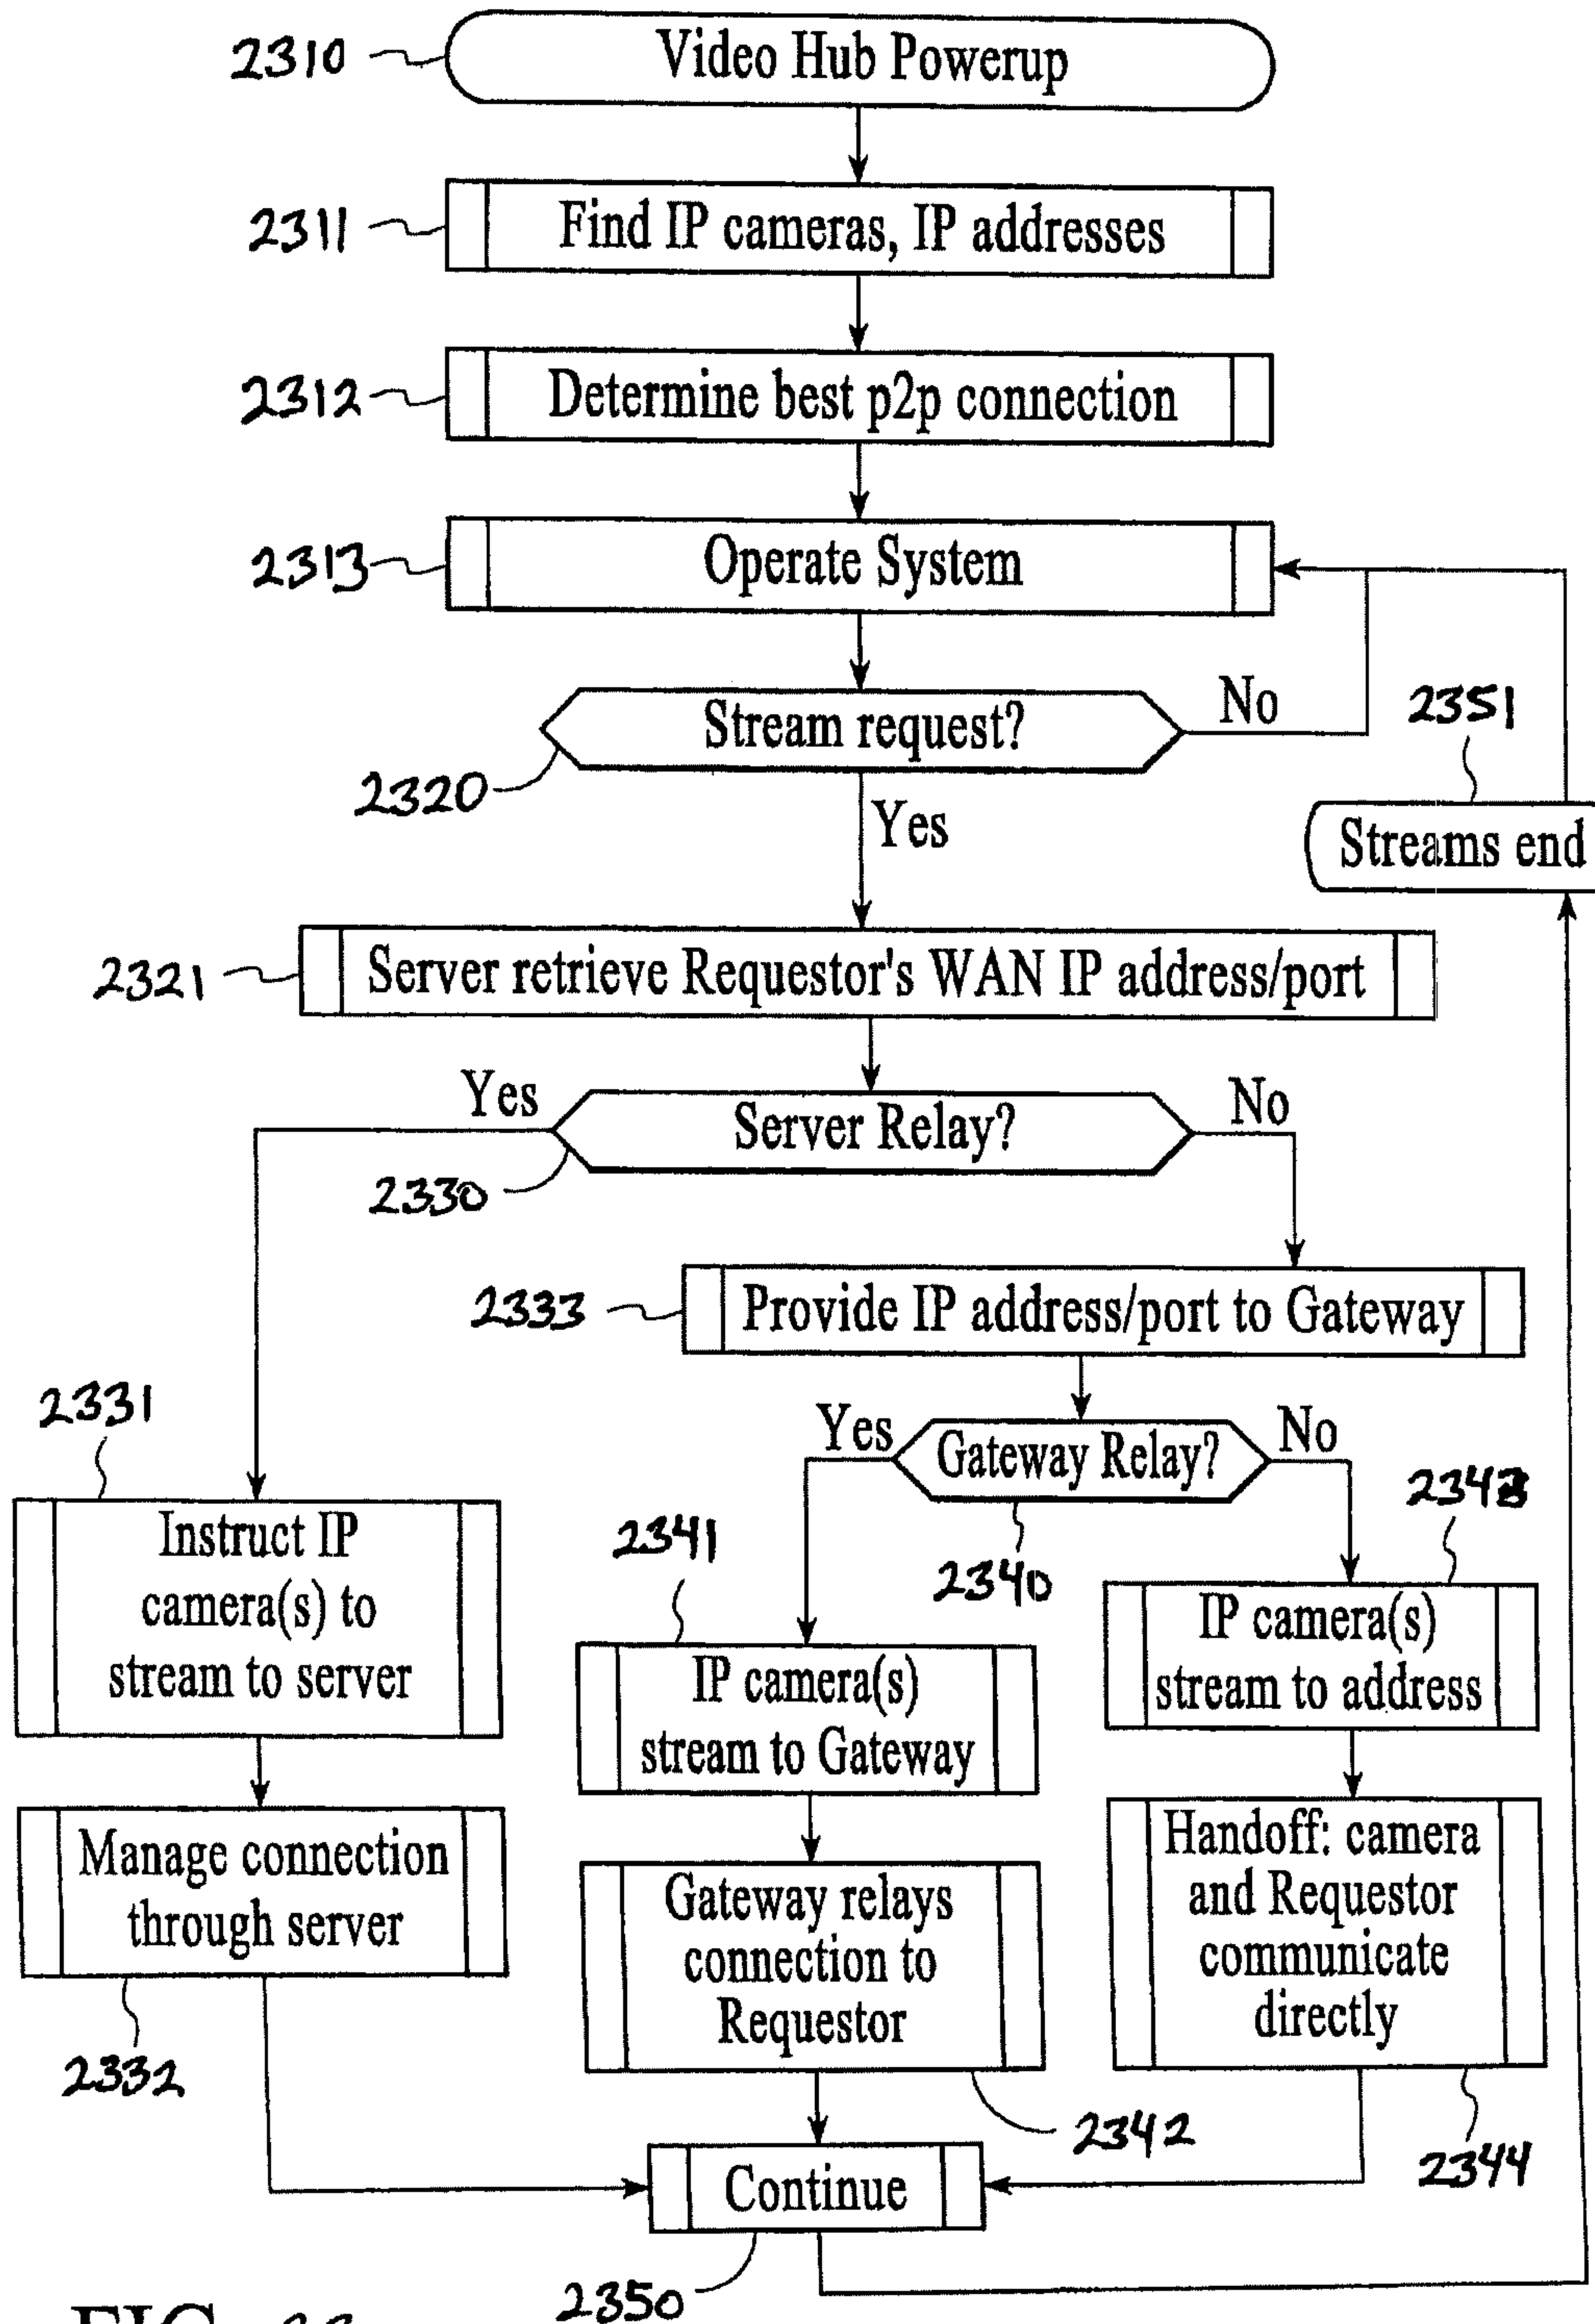 2310
Video Hub Powerup
2311
Find IP cameras, IP addresses
2312
Determine best p2p connection
2313
Operate System
Stream request?
No
2320
Yes
2351
Streams end
2321
Server retrieve Requestor's WAN IP address/port
Yes
Server Relay?
No
2330
2333
Provide IP address/port to Gateway
2331
Yes
Gateway Relay?
No
2340
2341
2343
Instruct IP
camera(s) to
stream to server
IP camera(s)
stream to Gateway
IP camera(s)
stream to address
Manage connection
through server
2332
Gateway relays
connection to
Requestor
2342
Handoff: camera
and Requestor
communicate
directly
2344
Continue
2350
FIG. 23